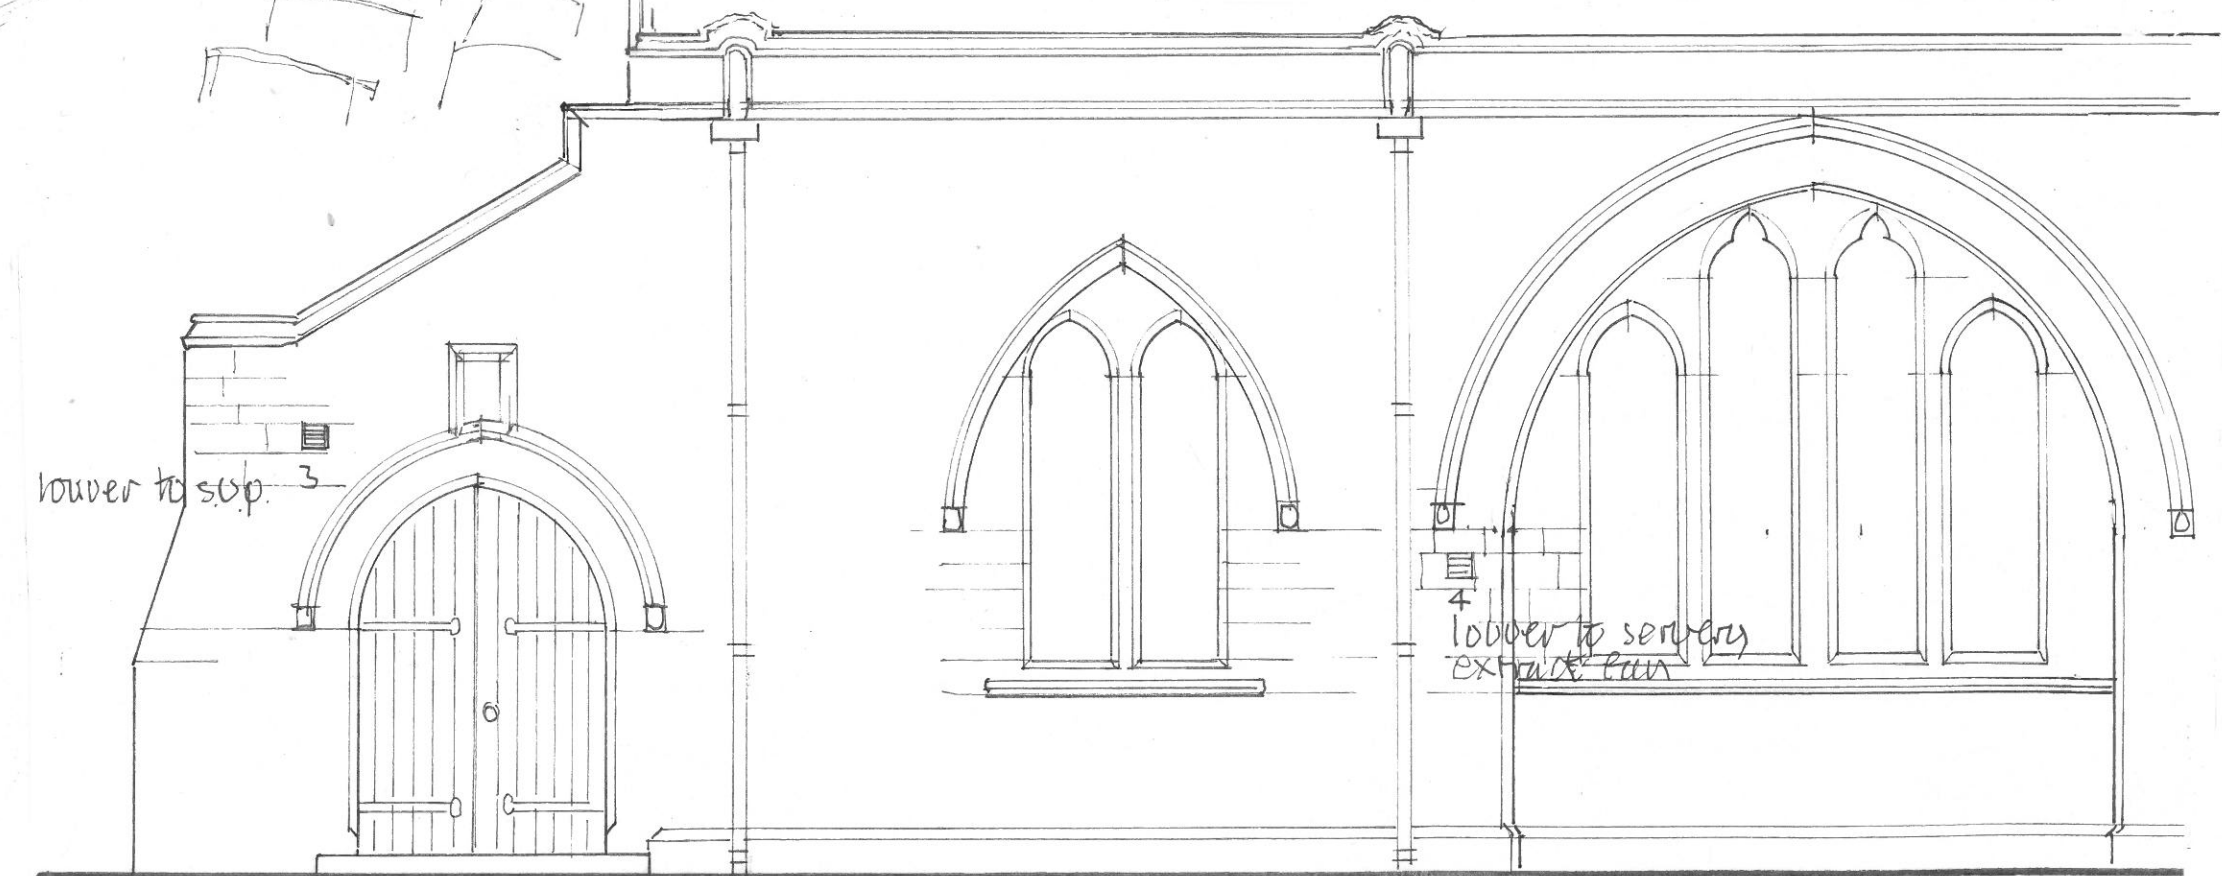 louver to s.v.p.
3
4
louver to servery
extract fan